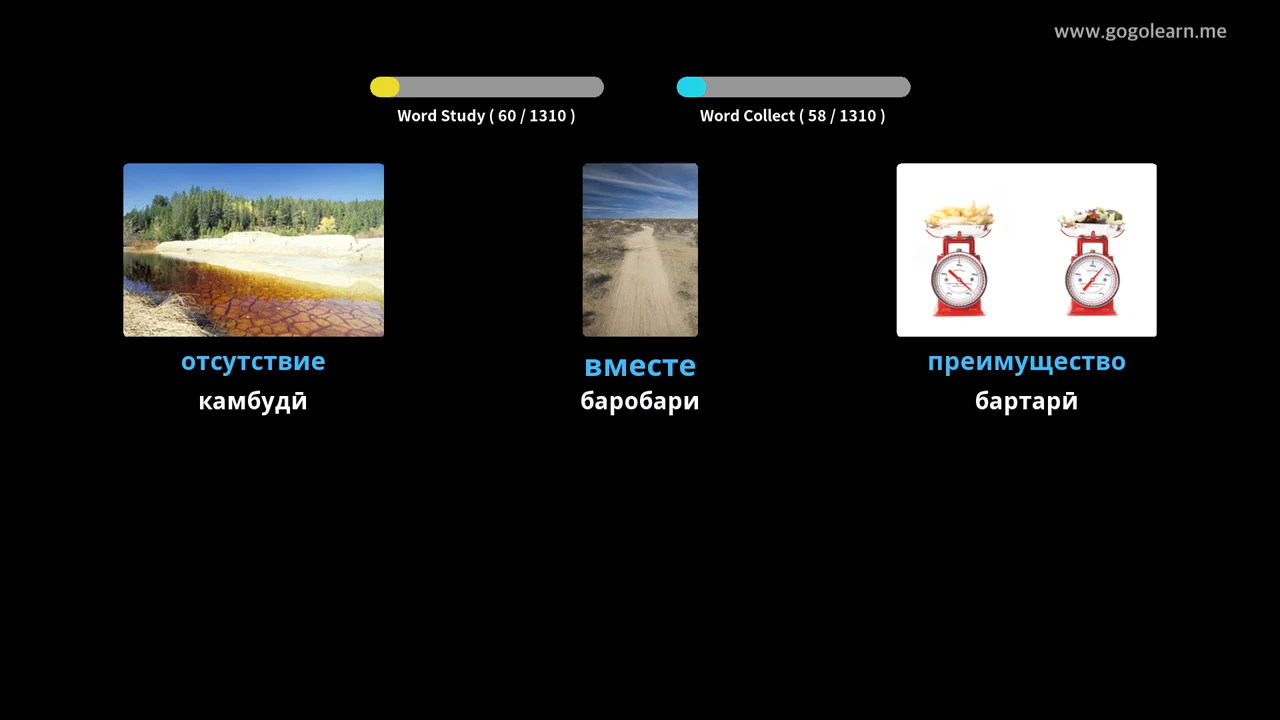 www.gogolearn.me
Word Study ( 60 / 1310 )
Word Collect ( 58 / 1310 )
отсутствие
камбудӣ
вместе
баробари
преимущество
бартарӣ